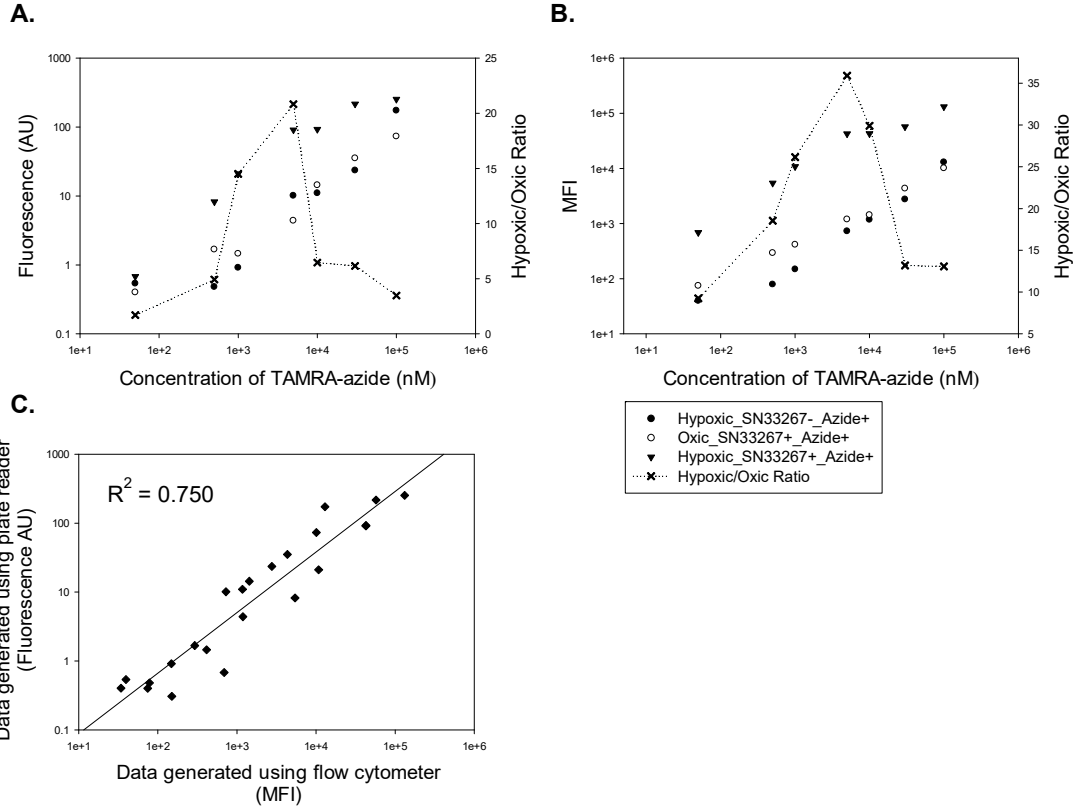 A.
1000
100
10
1
0.1
Fluorescence (AU)
25
20
15
10
5
0
Hypoxic/Oxic Ratio
1e+1 1e+2 1e+3 1e+4 1e+5 1e+6
Concentration of TAMRA-azide (nM)
B.
1e+6
1e+5
1e+4
1e+3
1e+2
1e+1
MFI
35
30
25
20
15
10
5
Hypoxic/Oxic Ratio
1e+1 1e+2 1e+3 1e+4 1e+5 1e+6
Concentration of TAMRA-azide (nM)
Hypoxic_SN33267-_Azide+
Oxic_SN33267+_Azide+
Hypoxic_SN33267+_Azide+
Hypoxic/Oxic Ratio
C.
R² = 0.750
1000
100
10
1
0.1
Data generated using plate reader
(Fluorescence AU)
1e+1 1e+2 1e+3 1e+4 1e+5 1e+6
Data generated using flow cytometer
(MFI)